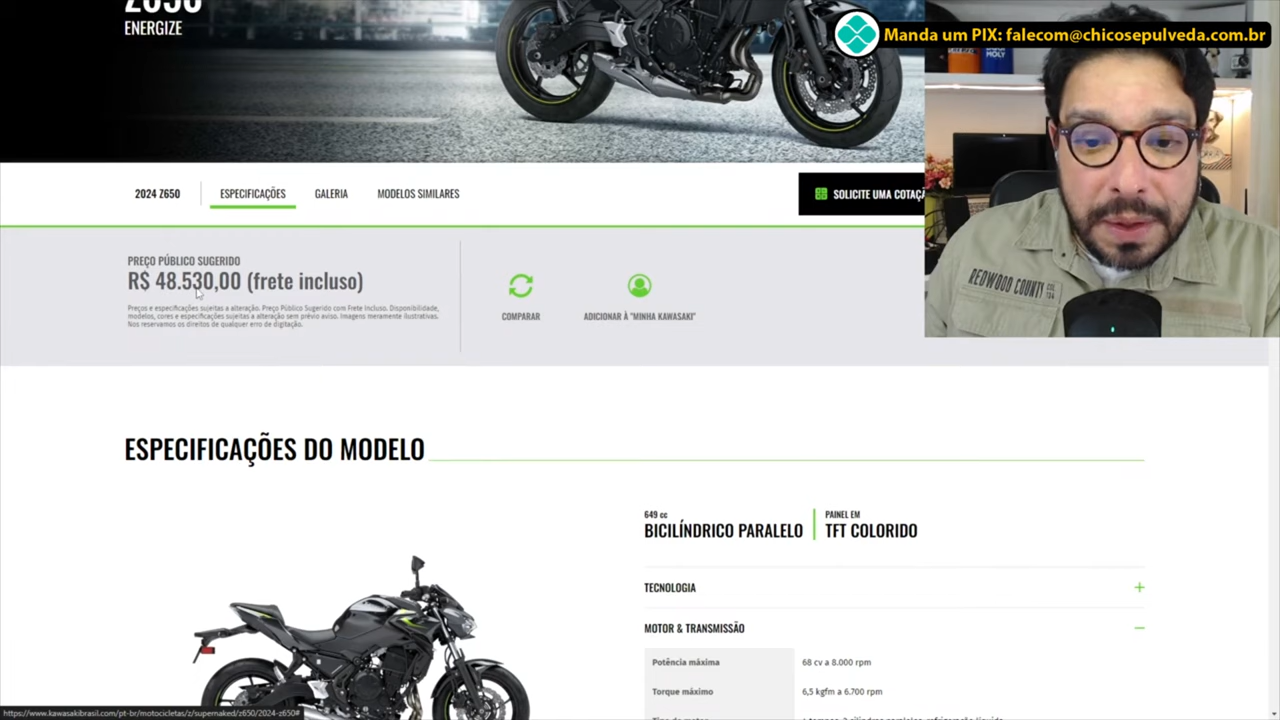 Z650
ENERGIZE
Manda um PIX: falecom@chicosepulveda.com.br
MOLY
2024 Z650
ESPECIFICAÇÕES
GALERIA
MODELOS SIMILARES
SOLICITE UMA COTAÇÃ
PREÇO PÚBLICO SUGERIDO
R$ 48.530,00 (frete incluso)
Preços e especificações sujeitas a alteração. Preço Público Sugerido com Frete Incluso. Disponibilidade,
modelos, cores e especificações sujeitas a alteração sem prévio aviso. Imagens meramente ilustrativas.
Nos reservamos os direitos de qualquer erro de digitação.
COMPARAR
ADICIONAR À "MINHA KAWASAKI"
REDWOOD COUNTY
ESPECIFICAÇÕES DO MODELO
649 cc
BICILÍNDRICO PARALELO
PAINEL EM
TFT COLORIDO
TECNOLOGIA
MOTOR & TRANSMISSÃO
Potência máxima
68 cv a 8.000 rpm
Torque máximo
6,5 kgfm a 6.700 rpm
https://www.kawasakibrasil.com/pt-br/motocicletas/z/supernaked/z650/2024-z650#